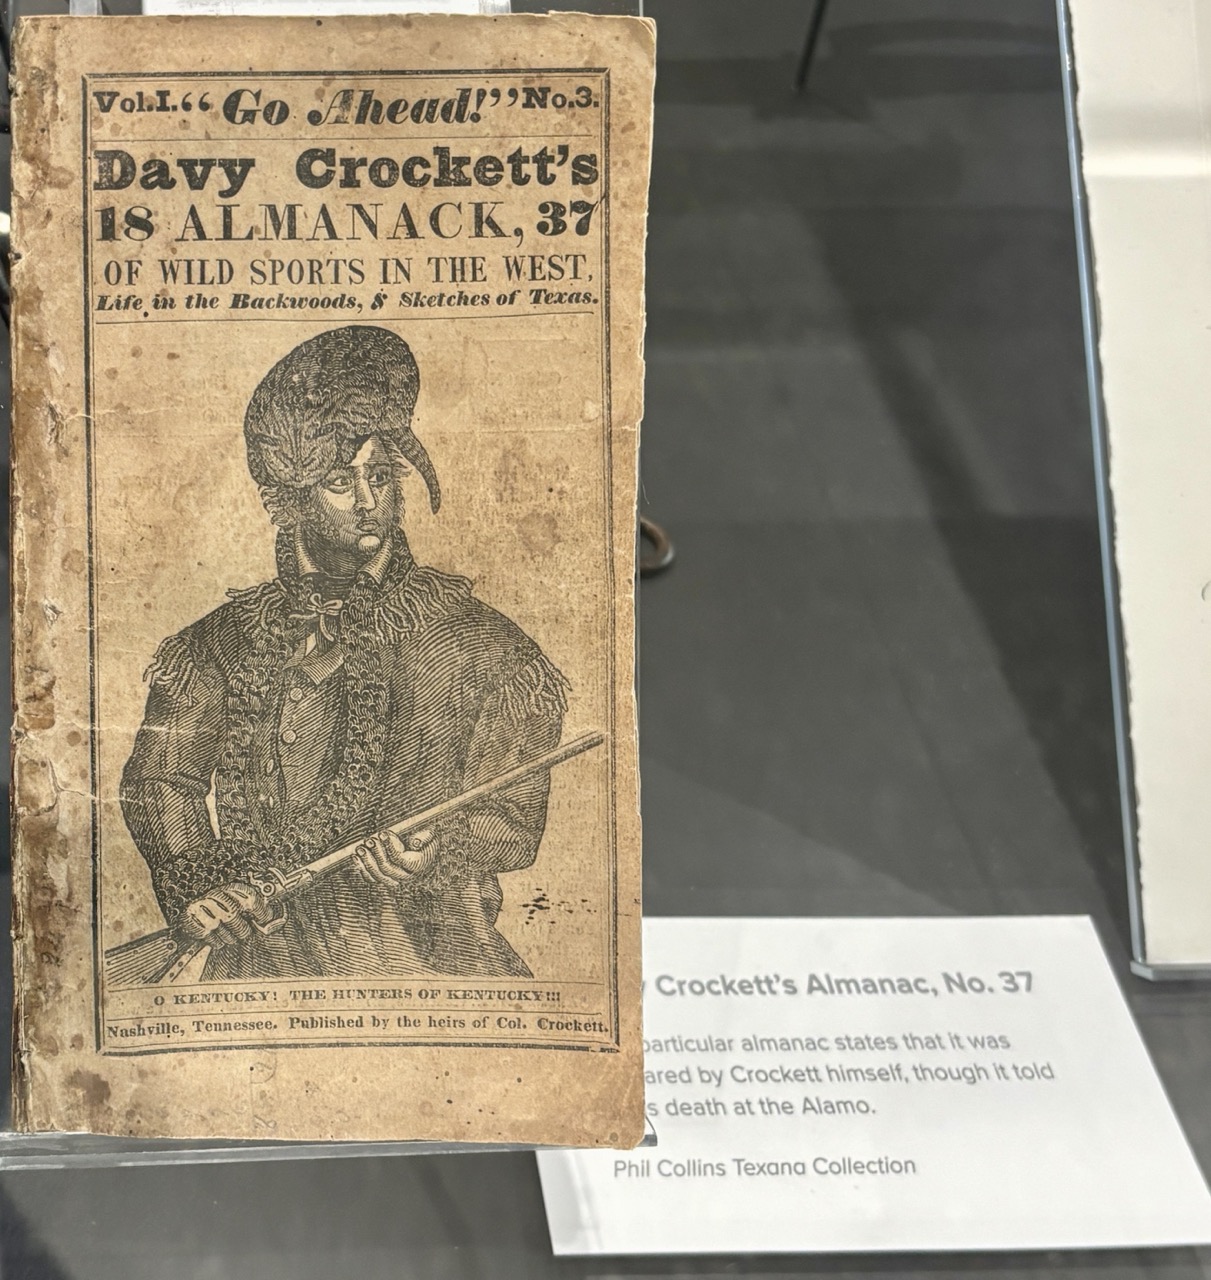 Vol.I. “Go Ahead!” No.3.
Davy Crockett's
18 ALMANACK, 37
OF WILD SPORTS IN THE WEST,
Life in the Backwoods, & Sketches of Texas.
O KENTUCKY! THE HUNTERS OF KENTUCKY!!!
Nashville, Tennessee. Published by the heirs of Col. Crockett.
Crockett's Almanac, No. 37
particular almanac states that it was
ared by Crockett himself, though it told
s death at the Alamo.
Phil Collins Texana Collection